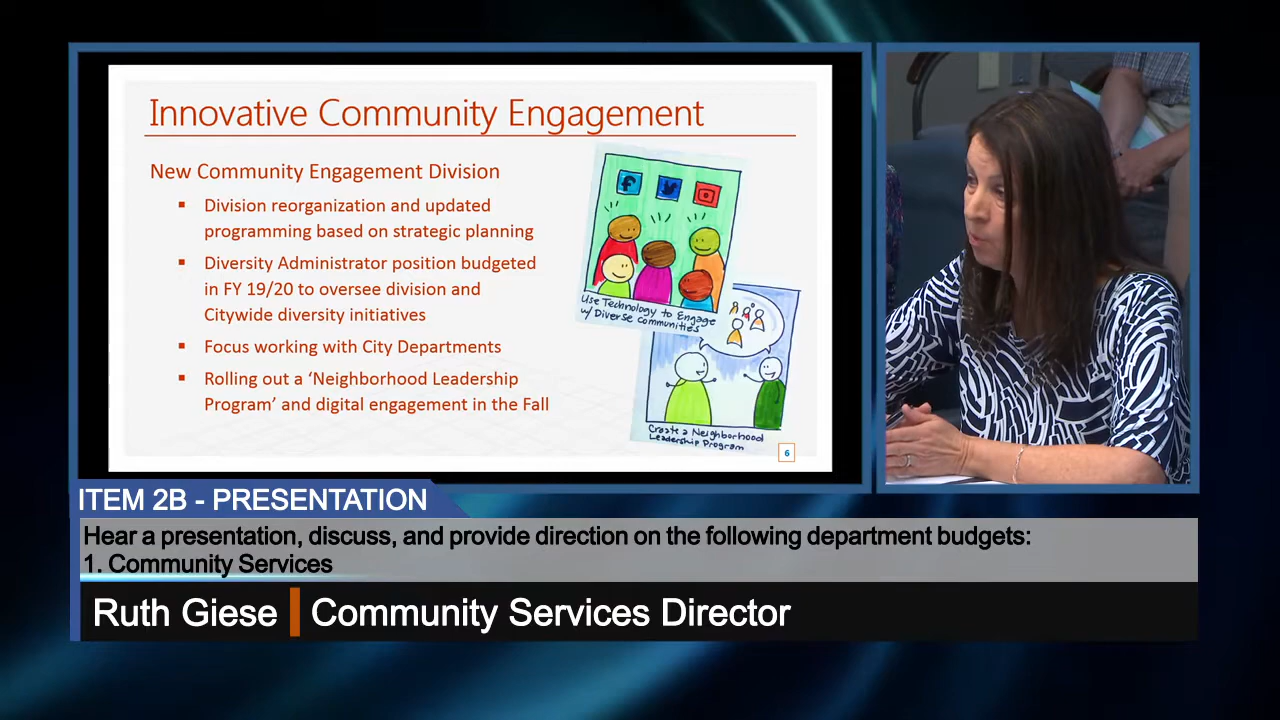 Innovative Community Engagement
New Community Engagement Division
▪ Division reorganization and updated
programming based on strategic planning
▪ Diversity Administrator position budgeted
in FY 19/20 to oversee division and
Citywide diversity initiatives
▪ Focus working with City Departments
▪ Rolling out a ‘Neighborhood Leadership
Program’ and digital engagement in the Fall
Use Technology to Engage
w/ Diverse Communities
Create a Neighborhood
Leadership Program
6
ITEM 2B - PRESENTATION
Hear a presentation, discuss, and provide direction on the following department budgets:
1. Community Services
Ruth Giese Community Services Director